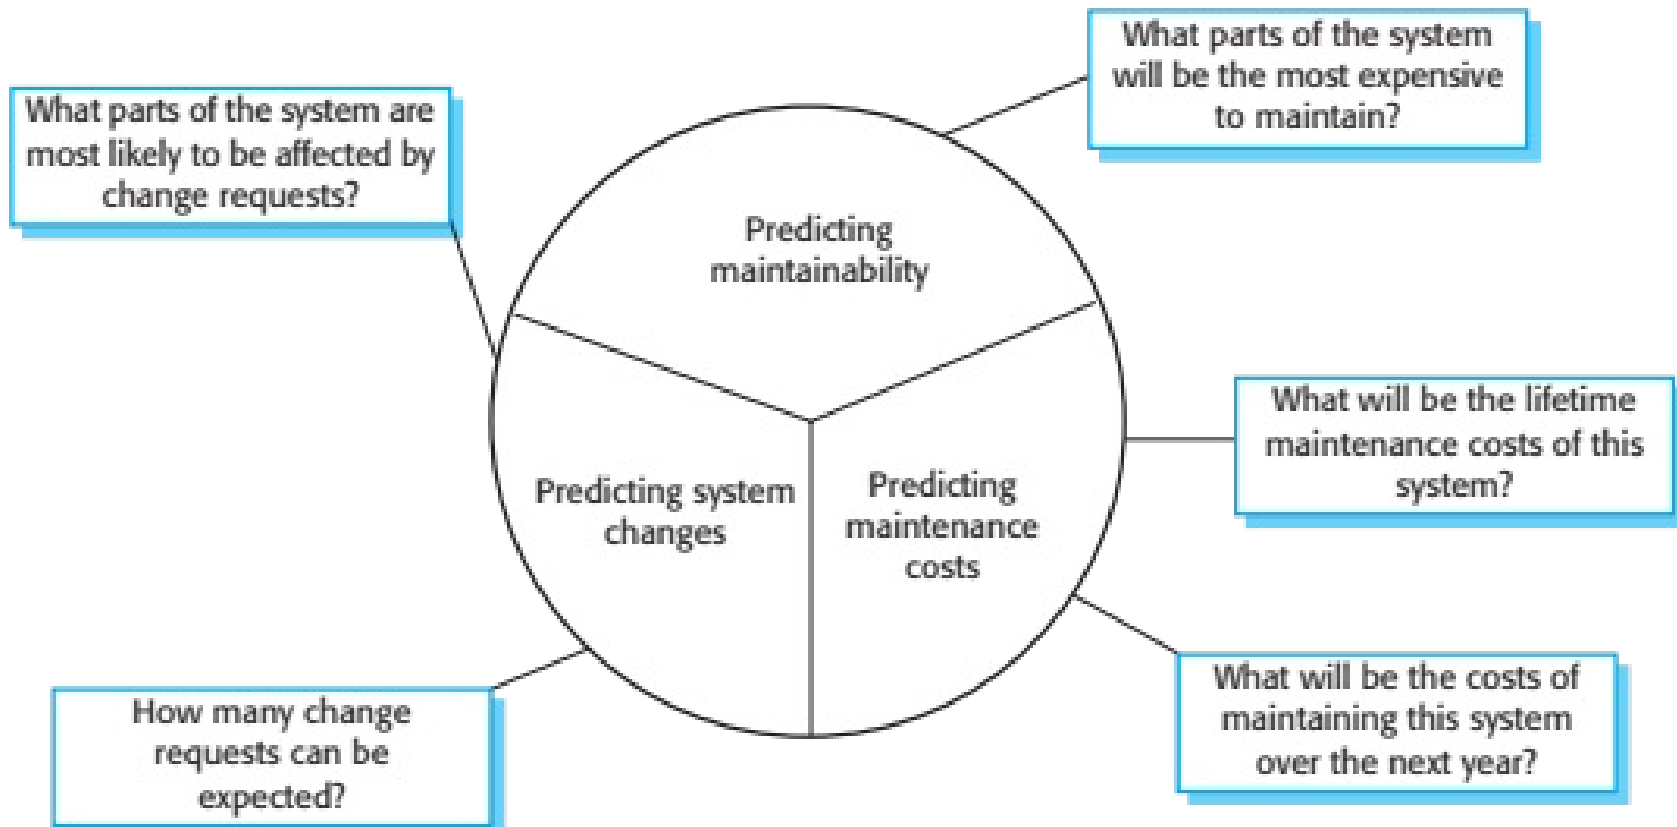 What parts of the system
will be the most expensive
to maintain?
What parts of the system are
most likely to be affected by
change requests?
Predicting
maintainability
What will be the lifetime
maintenance costs of this
system?
Predicting system
changes
Predicting
maintenance
costs
What will be the costs of
maintaining this system
over the next year?
How many change
requests can be
expected?